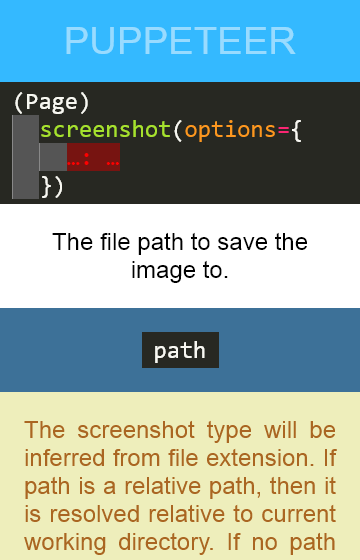 PUPPETEER
(Page)
screenshot(options={
…: …
})
The file path to save the
image to.
path
The screenshot type will be
inferred from file extension. If
path is a relative path, then it
is resolved relative to current
working directory. If no path